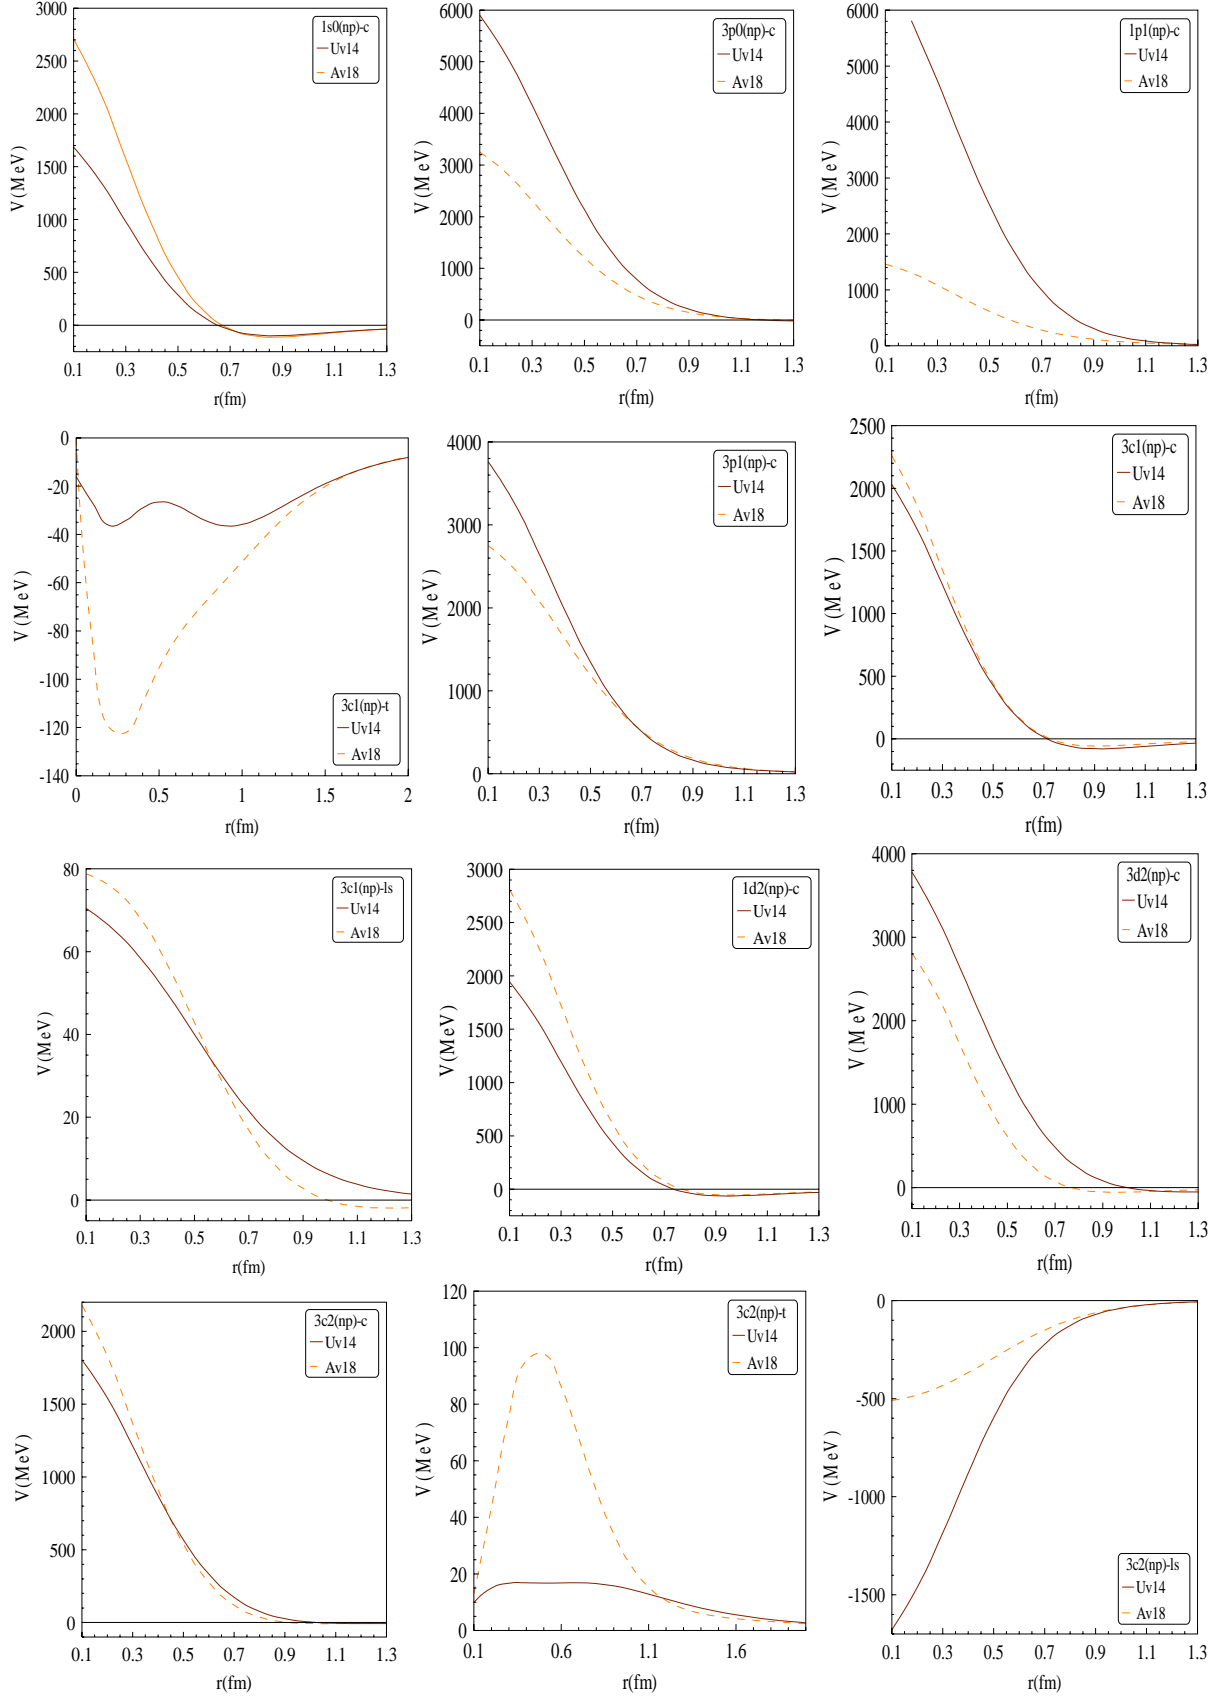 1s0(np)-c
Uv14
Av18
3000
2500
2000
1500
1000
500
0
V (MeV)
0.1 0.3 0.5 0.7 0.9 1.1 1.3
r(fm)
3p0(np)-c
Uv14
Av18
6000
5000
4000
3000
2000
1000
0
V (MeV)
0.1 0.3 0.5 0.7 0.9 1.1 1.3
r(fm)
1p1(np)-c
Uv14
Av18
6000
5000
4000
3000
2000
1000
0
V (MeV)
0.1 0.3 0.5 0.7 0.9 1.1 1.3
r(fm)
0
-20
-40
-60
-80
-100
-120
-140
V (MeV)
3c1(np)-t
Uv14
Av18
0 0.5 1 1.5 2
r(fm)
3p1(np)-c
Uv14
Av18
4000
3000
2000
1000
0
V (MeV)
0.1 0.3 0.5 0.7 0.9 1.1 1.3
r(fm)
3c1(np)-c
Uv14
Av18
2500
2000
1500
1000
500
0
V (MeV)
0.1 0.3 0.5 0.7 0.9 1.1 1.3
r(fm)
3c1(np)-ls
Uv14
Av18
80
60
40
20
0
V (MeV)
0.1 0.3 0.5 0.7 0.9 1.1 1.3
r(fm)
1d2(np)-c
Uv14
Av18
3000
2500
2000
1500
1000
500
0
V (MeV)
0.1 0.3 0.5 0.7 0.9 1.1 1.3
r(fm)
3d2(np)-c
Uv14
Av18
4000
3000
2000
1000
0
V (MeV)
0.1 0.3 0.5 0.7 0.9 1.1 1.3
r(fm)
3c2(np)-c
Uv14
Av18
2000
1500
1000
500
0
V (MeV)
0.1 0.3 0.5 0.7 0.9 1.1 1.3
r(fm)
3c2(np)-t
Uv14
Av18
120
100
80
60
40
20
0
V (MeV)
0.1 0.6 1.1 1.6
r(fm)
0
-500
-1000
-1500
V (MeV)
3c2(np)-ls
Uv14
Av18
0.1 0.3 0.5 0.7 0.9 1.1 1.3
r(fm)